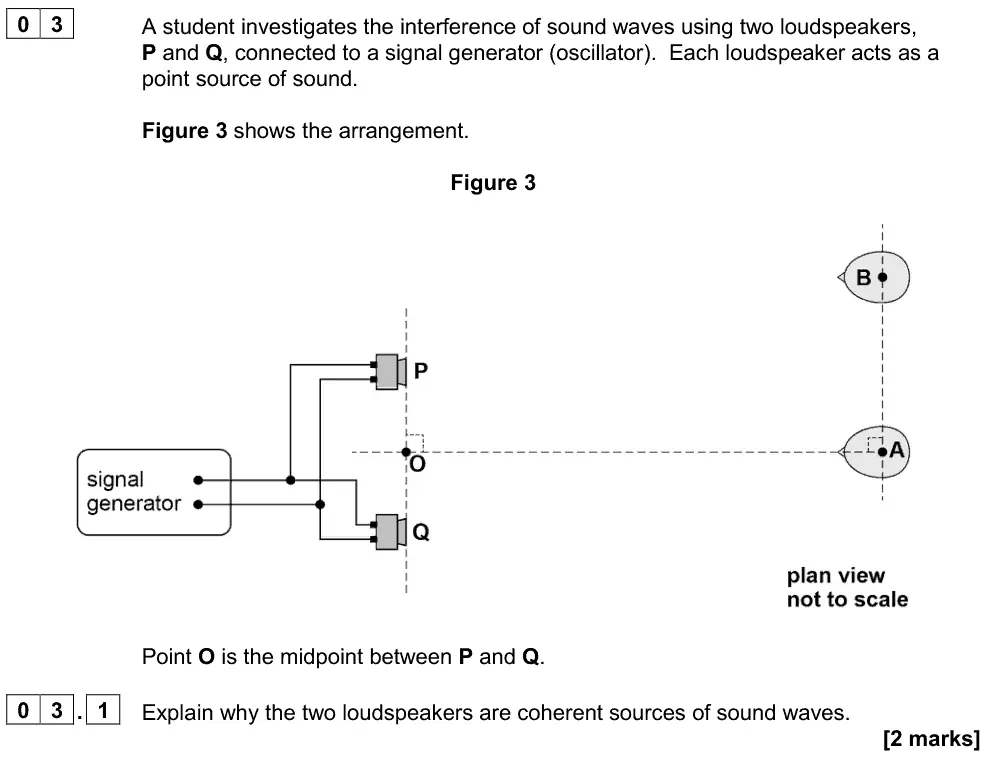 0 3 A student investigates the interference of sound waves using two loudspeakers,
P and Q, connected to a signal generator (oscillator). Each loudspeaker acts as a
point source of sound.
Figure 3 shows the arrangement.
Figure 3
B
P
A
O
signal
generator
Q
plan view
not to scale
Point O is the midpoint between P and Q.
0 3 . 1 Explain why the two loudspeakers are coherent sources of sound waves.
[2 marks]